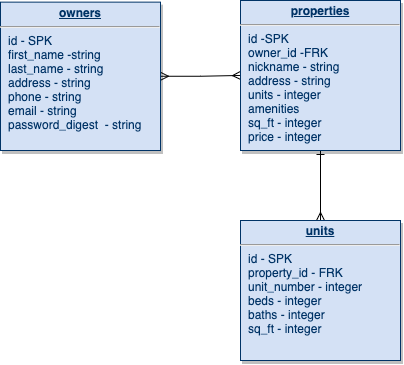 owners
id - SPK
first_name -string
last_name - string
address - string
phone - string
email - string
password_digest  - string
properties
id -SPK
owner_id -FRK
nickname - string
address - string
units - integer
amenities
sq_ft - integer
price - integer
units
id - SPK
property_id - FRK
unit_number - integer
beds - integer
baths - integer
sq_ft - integer